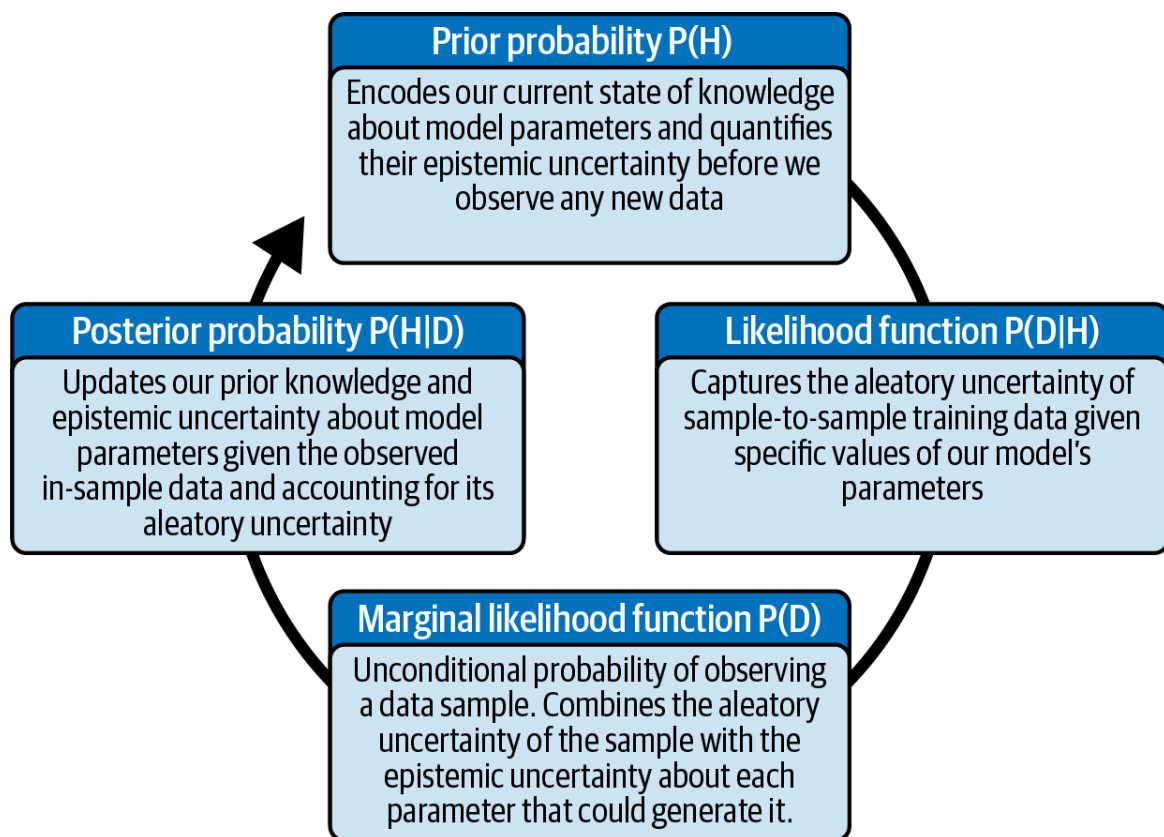 Prior probability P(H)
Encodes our current state of knowledge
about model parameters and quantifies
their epistemic uncertainty before we
observe any new data
Posterior probability P(H|D)
Updates our prior knowledge and
epistemic uncertainty about model
parameters given the observed
in-sample data and accounting for its
aleatory uncertainty
Likelihood function P(D|H)
Captures the aleatory uncertainty of
sample-to-sample training data given
specific values of our model’s
parameters
Marginal likelihood function P(D)
Unconditional probability of observing
a data sample. Combines the aleatory
uncertainty of the sample with the
epistemic uncertainty about each
parameter that could generate it.